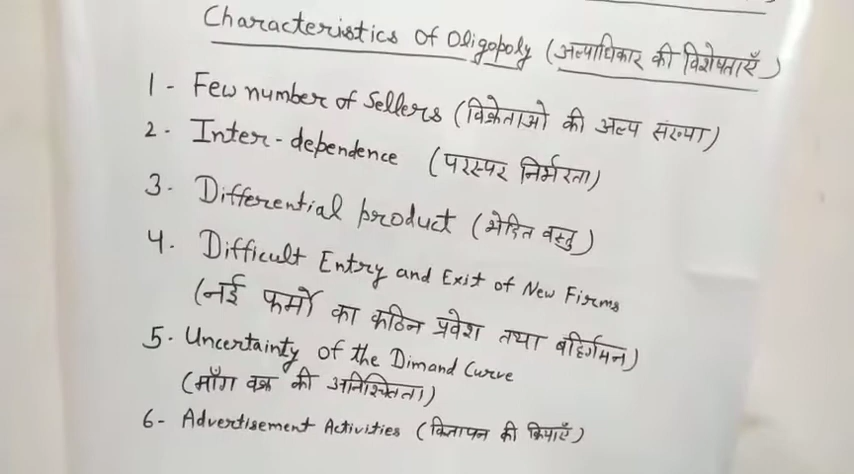 Characteristics of Oligopoly (अल्पाधिकार की विशेषताएँ)
1 - Few number of Sellers (विक्रेताओ की अल्प संख्या)
2. Inter-dependence (परस्पर निर्भरता)
3. Differential product (भेदित वस्तु)
4. Difficult Entry and Exit of New Firms
(नई फर्मो का कठिन प्रवेश तथा बहिर्गमन)
5. Uncertainty of the Dimand Curve
(माँग वक्र की अनिश्चितता)
6- Advertisement Activities (विज्ञापन की क्रियाएँ)